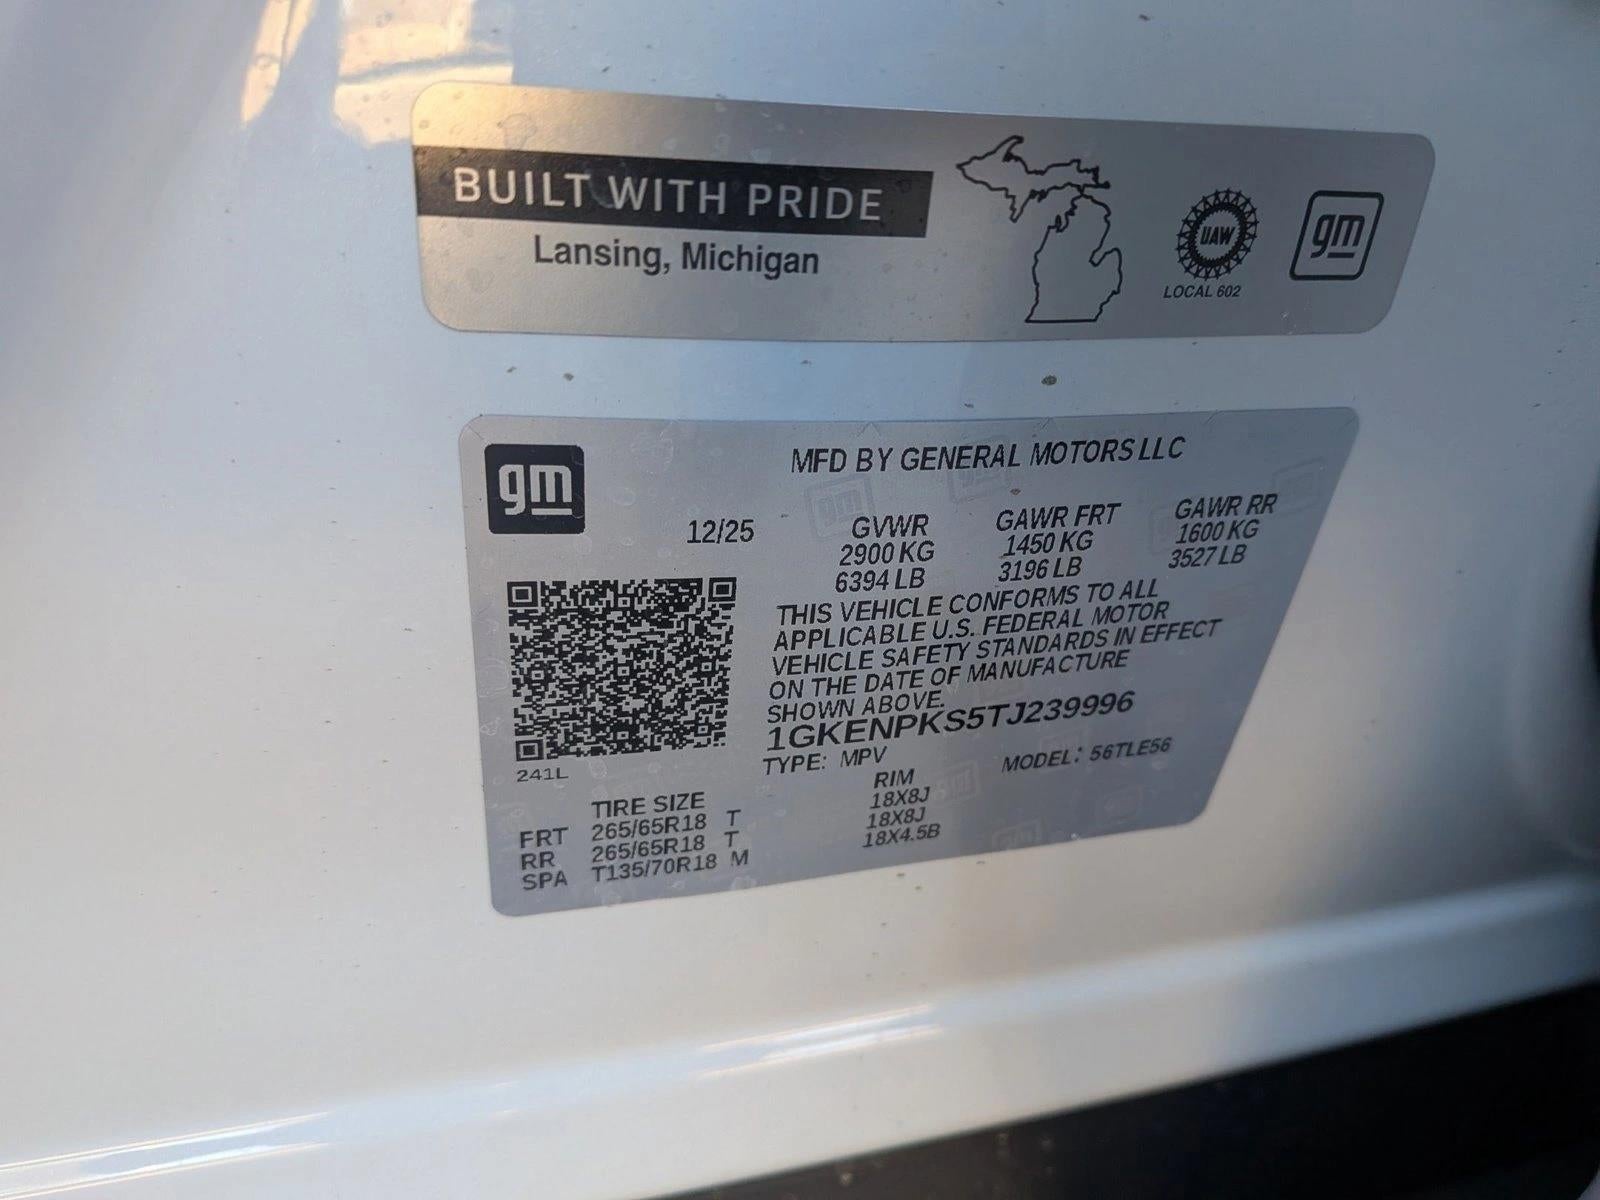 BUILT WITH PRIDE
Lansing, Michigan
UAW
LOCAL 602
gm
gm
MFD BY GENERAL MOTORS LLC
12/25
GVWR GAWR FRT GAWR RR
2900 KG 1450 KG 1600 KG
6394 LB 3196 LB 3527 LB
THIS VEHICLE CONFORMS TO ALL
APPLICABLE U.S. FEDERAL MOTOR
VEHICLE SAFETY STANDARDS IN EFFECT
ON THE DATE OF MANUFACTURE
SHOWN ABOVE.
1GKENPKS5TJ239996
TYPE: MPV MODEL: 56TLE56
241L
TIRE SIZE RIM
FRT 265/65R18 T 18X8J
RR 265/65R18 T 18X8J
SPA T135/70R18 M 18X4.5B